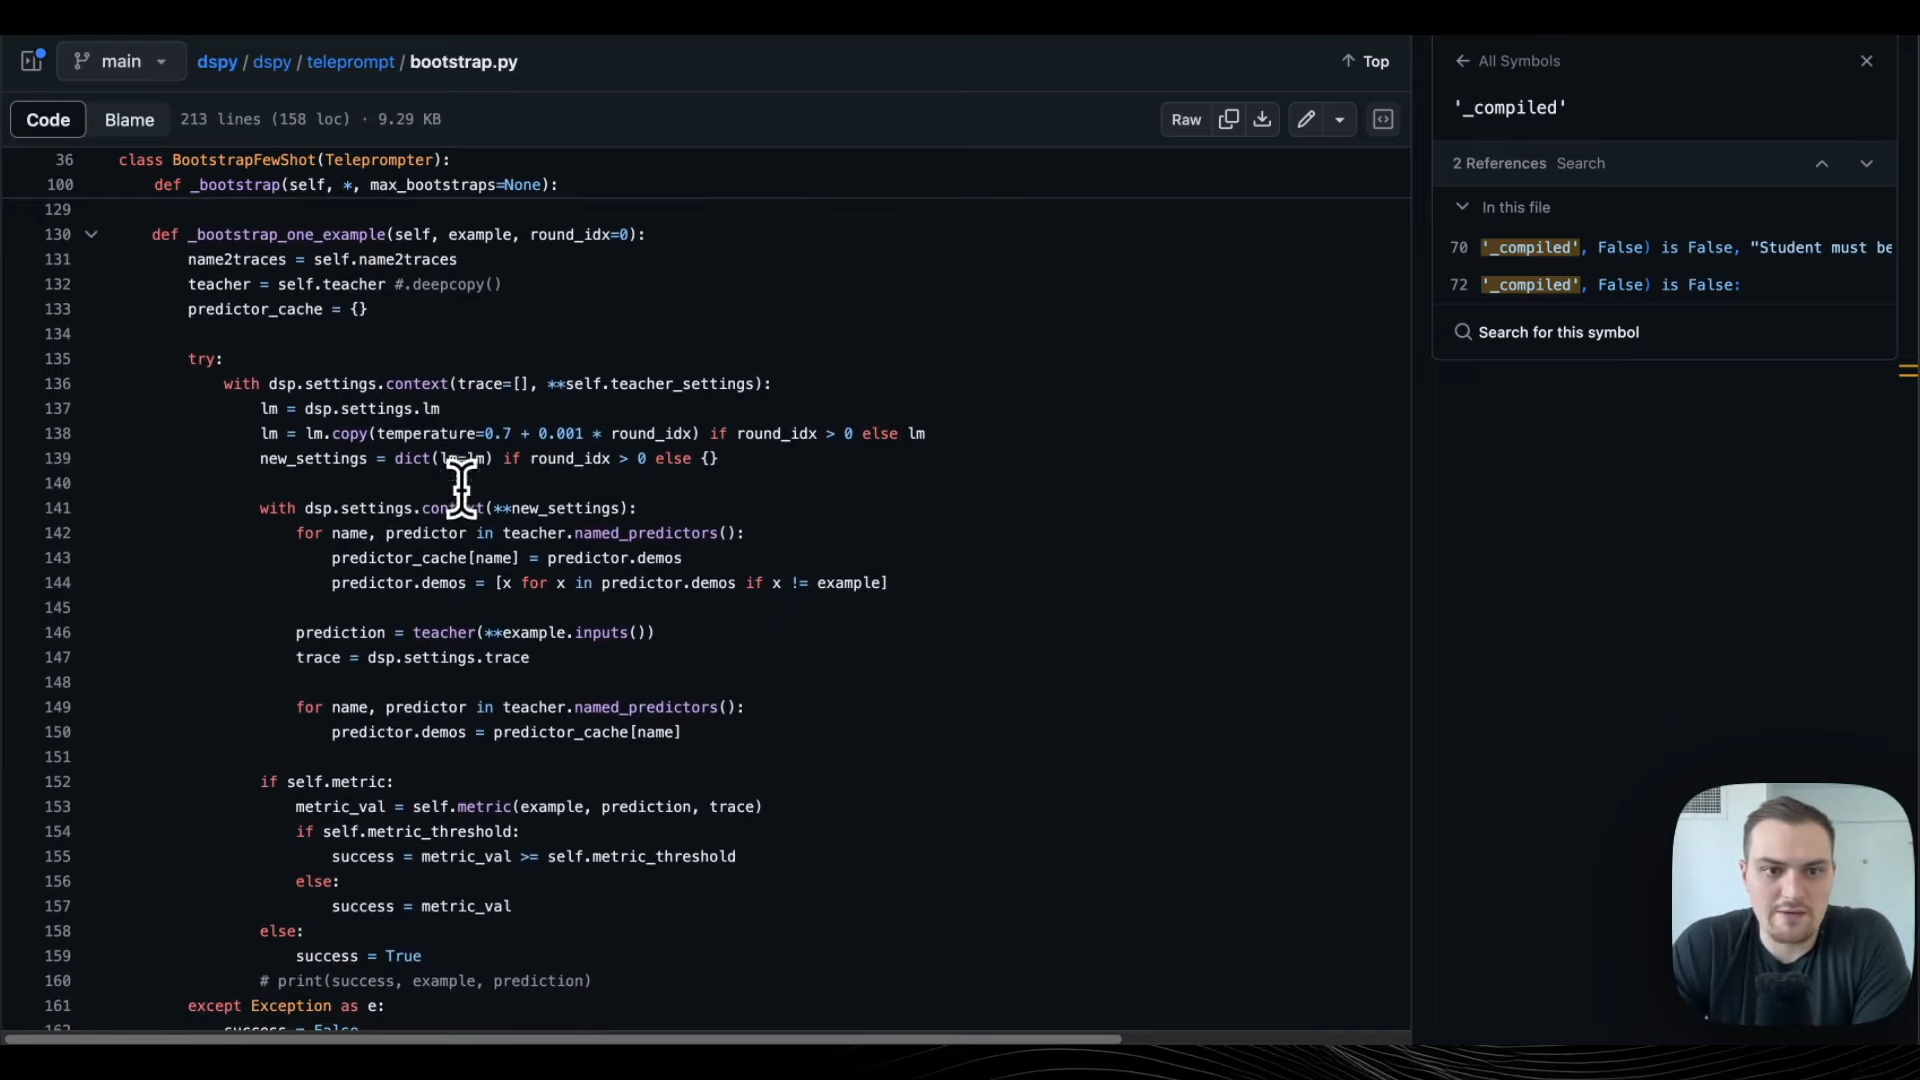 main
dspy / dspy / teleprompt / bootstrap.py
Top
Code
Blame
213 lines (158 loc) · 9.29 KB
Raw
36 class BootstrapFewShot(Teleprompter):
100 def _bootstrap(self, *, max_bootstraps=None):
129
130 def _bootstrap_one_example(self, example, round_idx=0):
131 name2traces = self.name2traces
132 teacher = self.teacher #.deepcopy()
133 predictor_cache = {}
134
135 try:
136 with dsp.settings.context(trace=[], **self.teacher_settings):
137 lm = dsp.settings.lm
138 lm = lm.copy(temperature=0.7 + 0.001 * round_idx) if round_idx > 0 else lm
139 new_settings = dict(lm=lm) if round_idx > 0 else {}
140
141 with dsp.settings.context(**new_settings):
142 for name, predictor in teacher.named_predictors():
143 predictor_cache[name] = predictor.demos
144 predictor.demos = [x for x in predictor.demos if x != example]
145
146 prediction = teacher(**example.inputs())
147 trace = dsp.settings.trace
148
149 for name, predictor in teacher.named_predictors():
150 predictor.demos = predictor_cache[name]
151
152 if self.metric:
153 metric_val = self.metric(example, prediction, trace)
154 if self.metric_threshold:
155 success = metric_val >= self.metric_threshold
156 else:
157 success = metric_val
158 else:
159 success = True
160 # print(success, example, prediction)
161 except Exception as e:
162 success = False
All Symbols
'_compiled'
2 References Search
In this file
70 '_compiled', False) is False, "Student must be
72 '_compiled', False) is False:
Search for this symbol